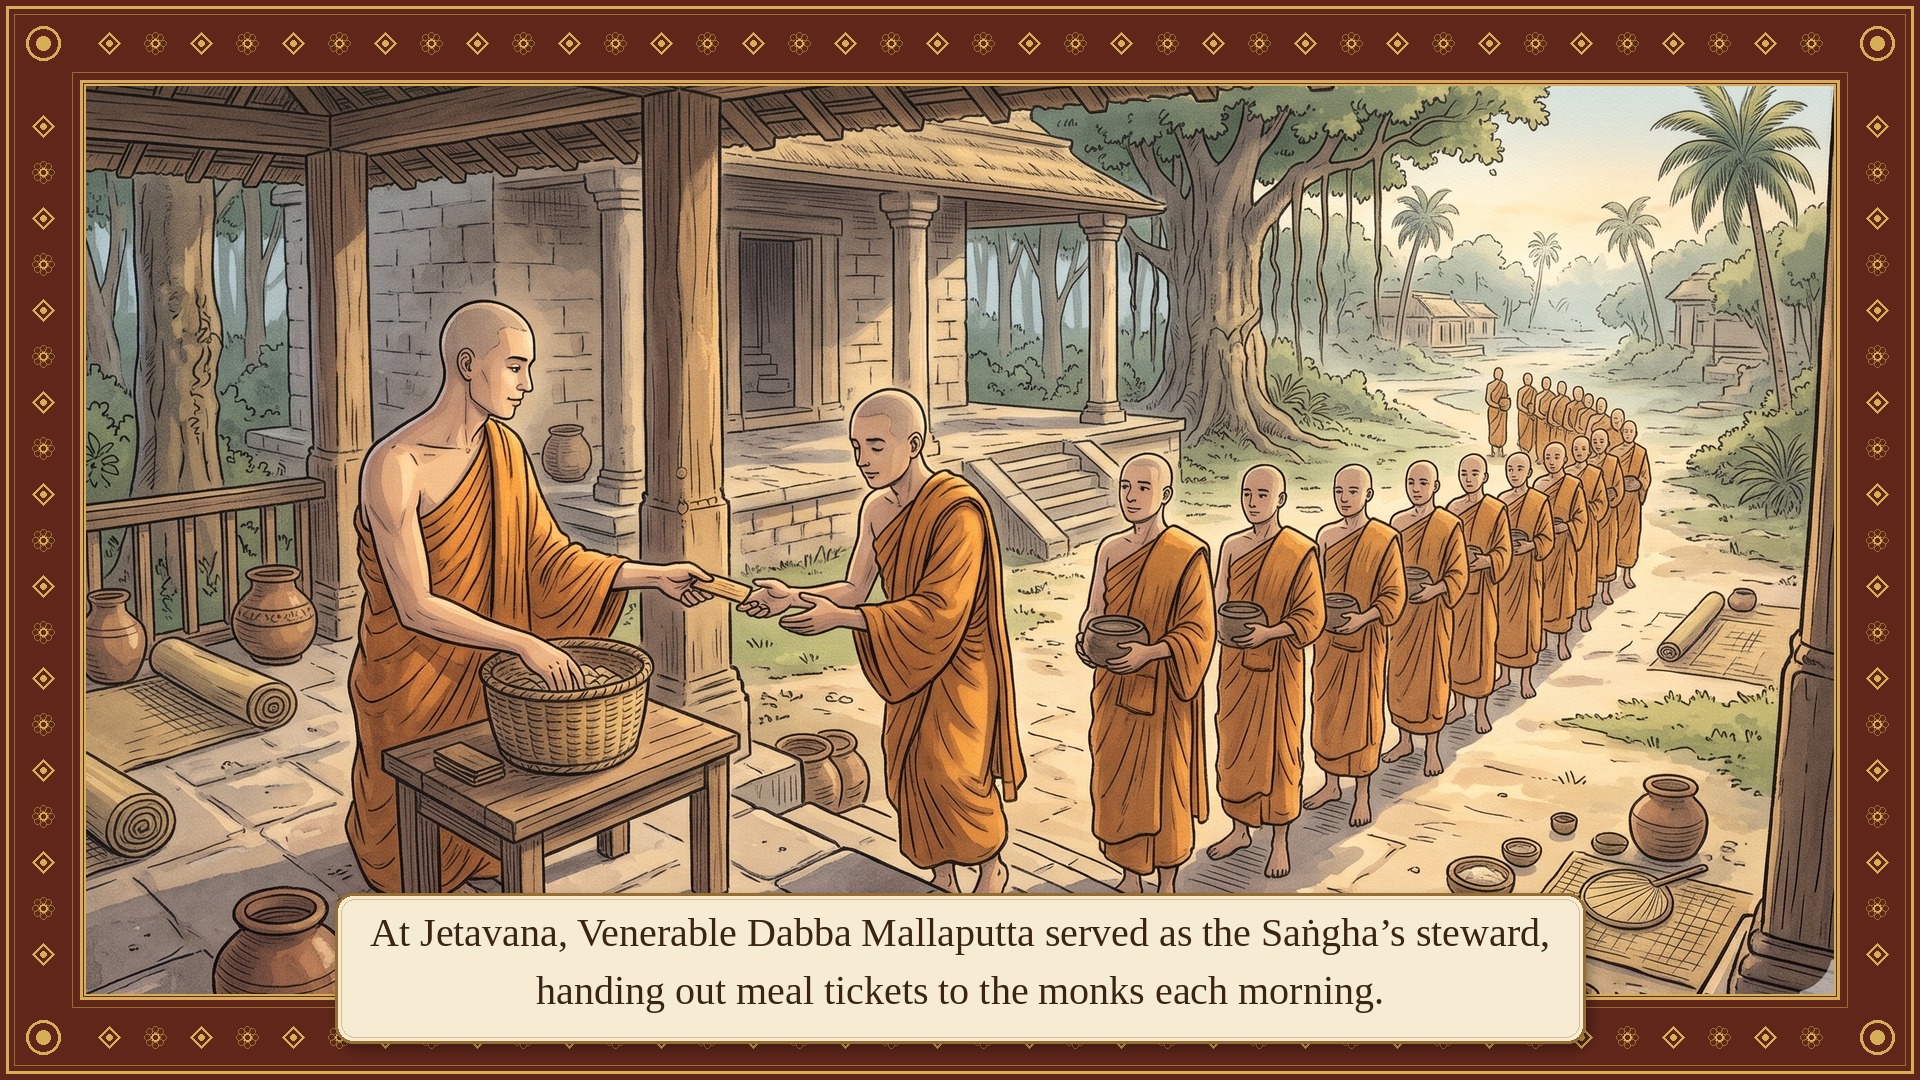 At Jetavana, Venerable Dabba Mallaputta served as the Saṅgha’s steward,
handing out meal tickets to the monks each morning.